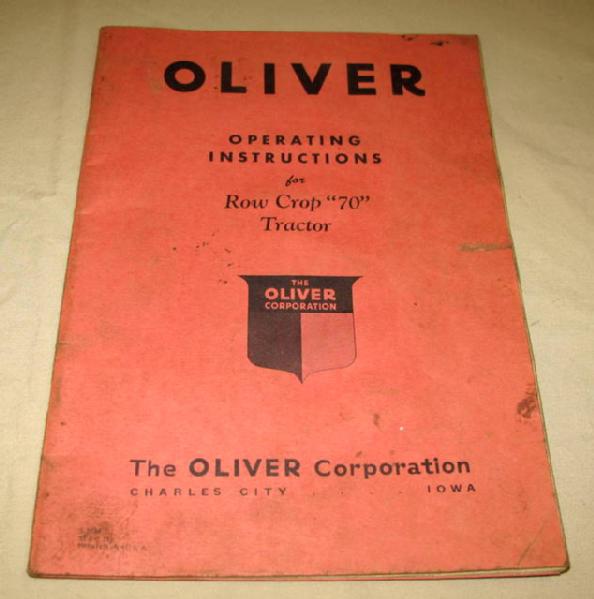 OLIVER
OPERATING
INSTRUCTIONS
for
Row Crop "70"
Tractor
THE
OLIVER
CORPORATION
The OLIVER Corporation
CHARLES CITY . . . . . . IOWA